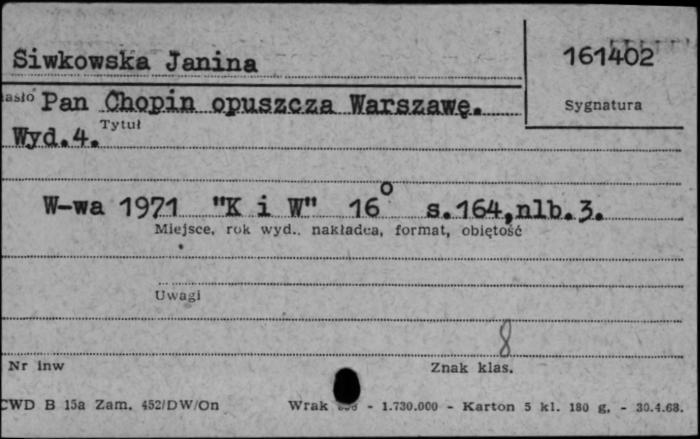 Siwkowska Janina
161402
Hasło Pan Chopin opuszcza Warszawę.
Sygnatura
Tytuł
Wyd.4.
W-wa 1971 "K i W" 16° s.164,nlb.3.
Miejsce, rok wyd., nakładca, format, objętość
Uwagi
8
Nr inw
Znak klas.
CWD B 15a Zam. 452/DW/On Wrak - 1.730.000 - Karton 5 kl. 180 g. - 30.4.68.